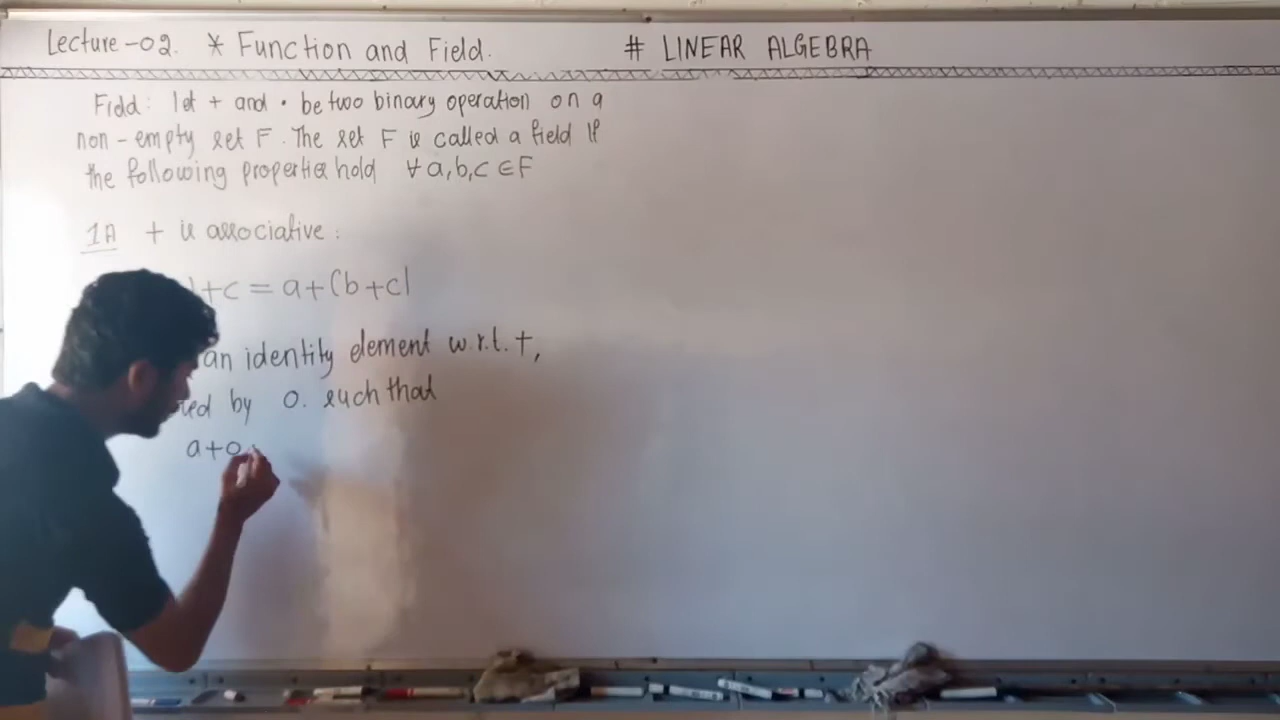 Lecture-02. * Function and Field. # LINEAR ALGEBRA
Field: let + and • be two binary operation on a
non-empty set F. The set F is called a field if
the following properties hold ∀ a,b,c ∈ F
1A + is associative:
+c = a+(b+c)
an identity element w.r.t. +,
by 0. such that
a+0